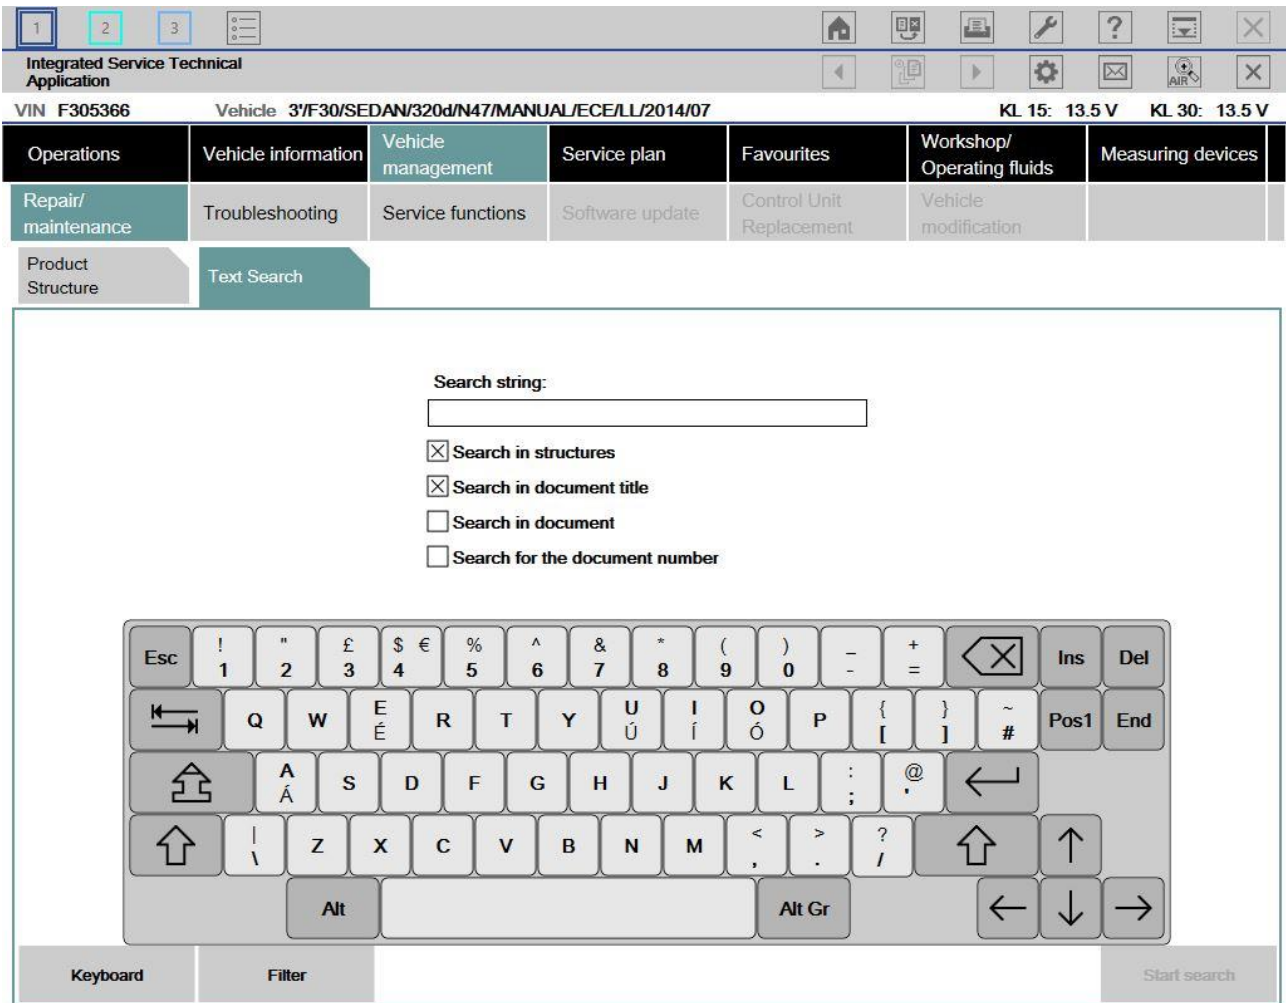 1 2 3
Integrated Service Technical
Application
VIN F305366 Vehicle 3'/F30/SEDAN/320d/N47/MANUAL/ECE/LL/2014/07 KL 15: 13.5 V KL 30: 13.5 V
Operations
Vehicle information
Vehicle
management
Service plan
Favourites
Workshop/
Operating fluids
Measuring devices
Repair/
maintenance
Troubleshooting
Service functions
Software update
Control Unit
Replacement
Vehicle
modification
Product
Structure
Text Search
Search string:
Search in structures
Search in document title
Search in document
Search for the document number
! " £ $ € % ^ & * ( ) _ +
Esc 1 2 3 4 5 6 7 8 9 0 - = Ins Del
Q W E R T Y U I O P { } ~
É Ú Í Ó [ ] # Pos1 End
A S D F G H J K L : @
Á ; '
| Z X C V B N M < > ?
\ , . /
Alt Alt Gr
Keyboard Filter Start search
AIR